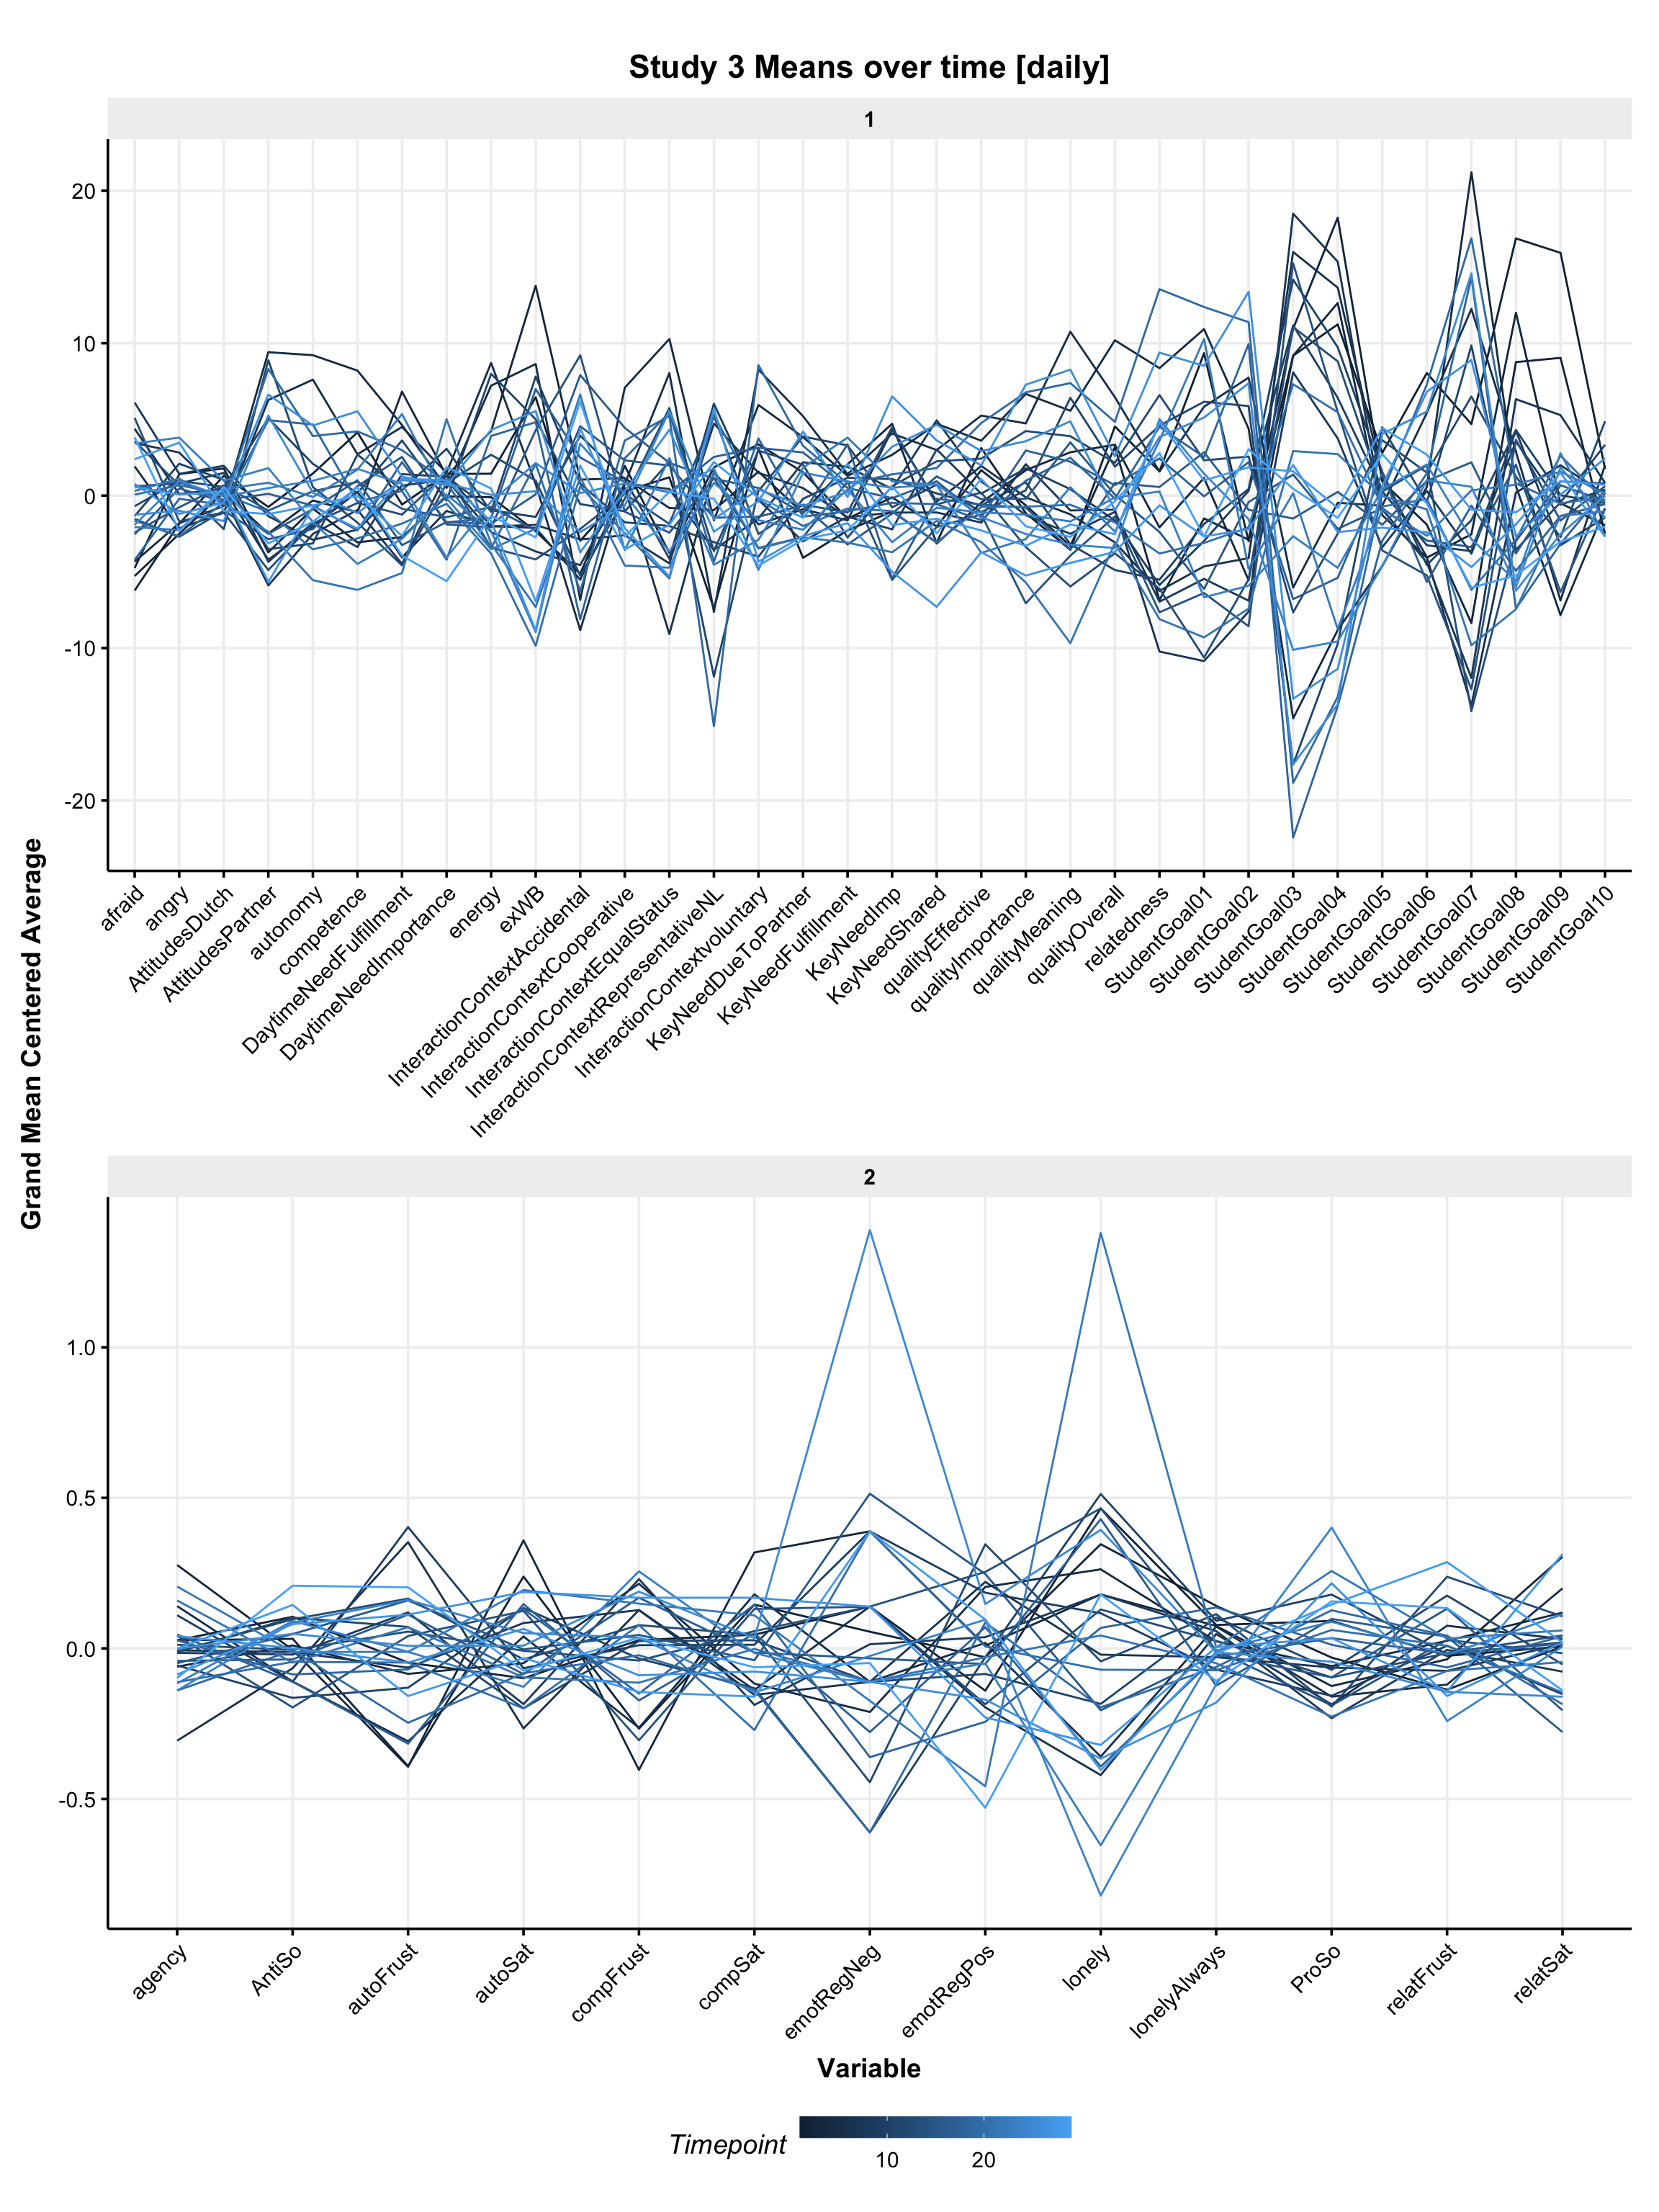 Study 3 Means over time [daily]
1
20
10
0
-10
-20
afraid
angry
AttitudesDutch
AttitudesPartner
autonomy
competence
DaytimeNeedFulfillment
DaytimeNeedImportance
energy
exWB
InteractionContextAccidental
InteractionContextCooperative
InteractionContextEqualStatus
InteractionContextRepresentativeNL
InteractionContextvoluntary
KeyNeedDueToPartner
KeyNeedFulfillment
KeyNeedImp
KeyNeedShared
qualityEffective
qualityImportance
qualityMeaning
qualityOverall
relatedness
StudentGoal01
StudentGoal02
StudentGoal03
StudentGoal04
StudentGoal05
StudentGoal06
StudentGoal07
StudentGoal08
StudentGoal09
StudentGoal10
Grand Mean Centered Average
2
1.0
0.5
0.0
-0.5
agency
AntiSo
autoFrust
autoSat
compFrust
compSat
emotRegNeg
emotRegPos
lonely
lonelyAlways
ProSo
relatFrust
relatSat
Variable
Timepoint
10 20